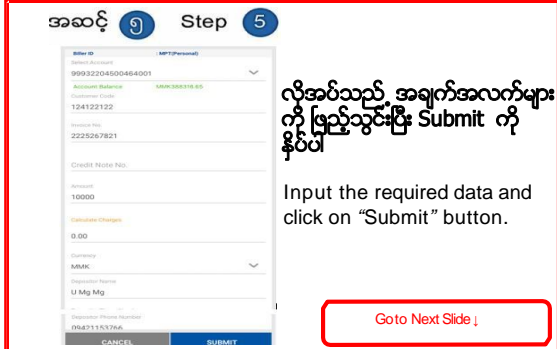 အဆင့် ၅ Step 5
Biller ID : MPT(Personal)
Select Account
99932204500464001
Account Balance MMK388318.65
Customer Code
124122122
Invoice No
2225267821
Credit Note No.
Amount
10000
Calculate Charges
0.00
Currency
MMK
Depositor Name
U Mg Mg
Depositor Phone Number
09421153766
CANCEL SUBMIT
လိုအပ်သည့် အချက်အလက်များ
ကို ဖြည့်သွင်းပြီး Submit ကို
နှိပ်ပါ
Input the required data and
click on “Submit” button.
Go to Next Slide ↓